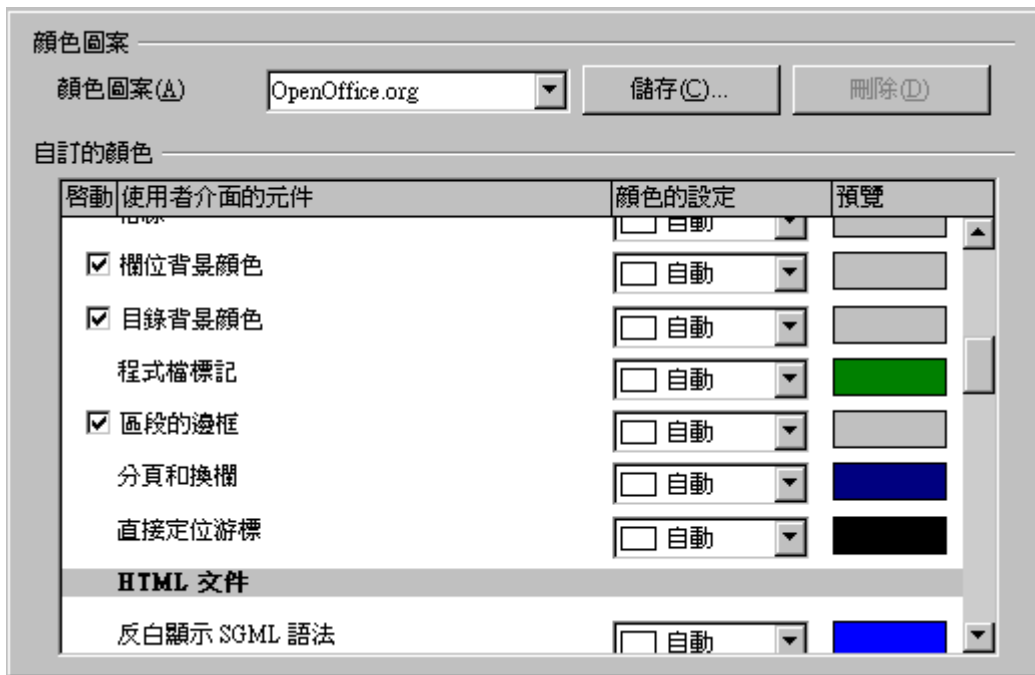 顏色圖案
顏色圖案(A) OpenOffice.org 儲存(C)... 刪除(D)
自訂的顏色
啓動 使用者介面的元件 顏色的設定 預覽
自動
欄位背景顏色 自動
目錄背景顏色 自動
程式檔標記 自動
區段的邊框 自動
分頁和換欄 自動
直接定位游標 自動
HTML 文件
反白顯示 SGML 語法 自動